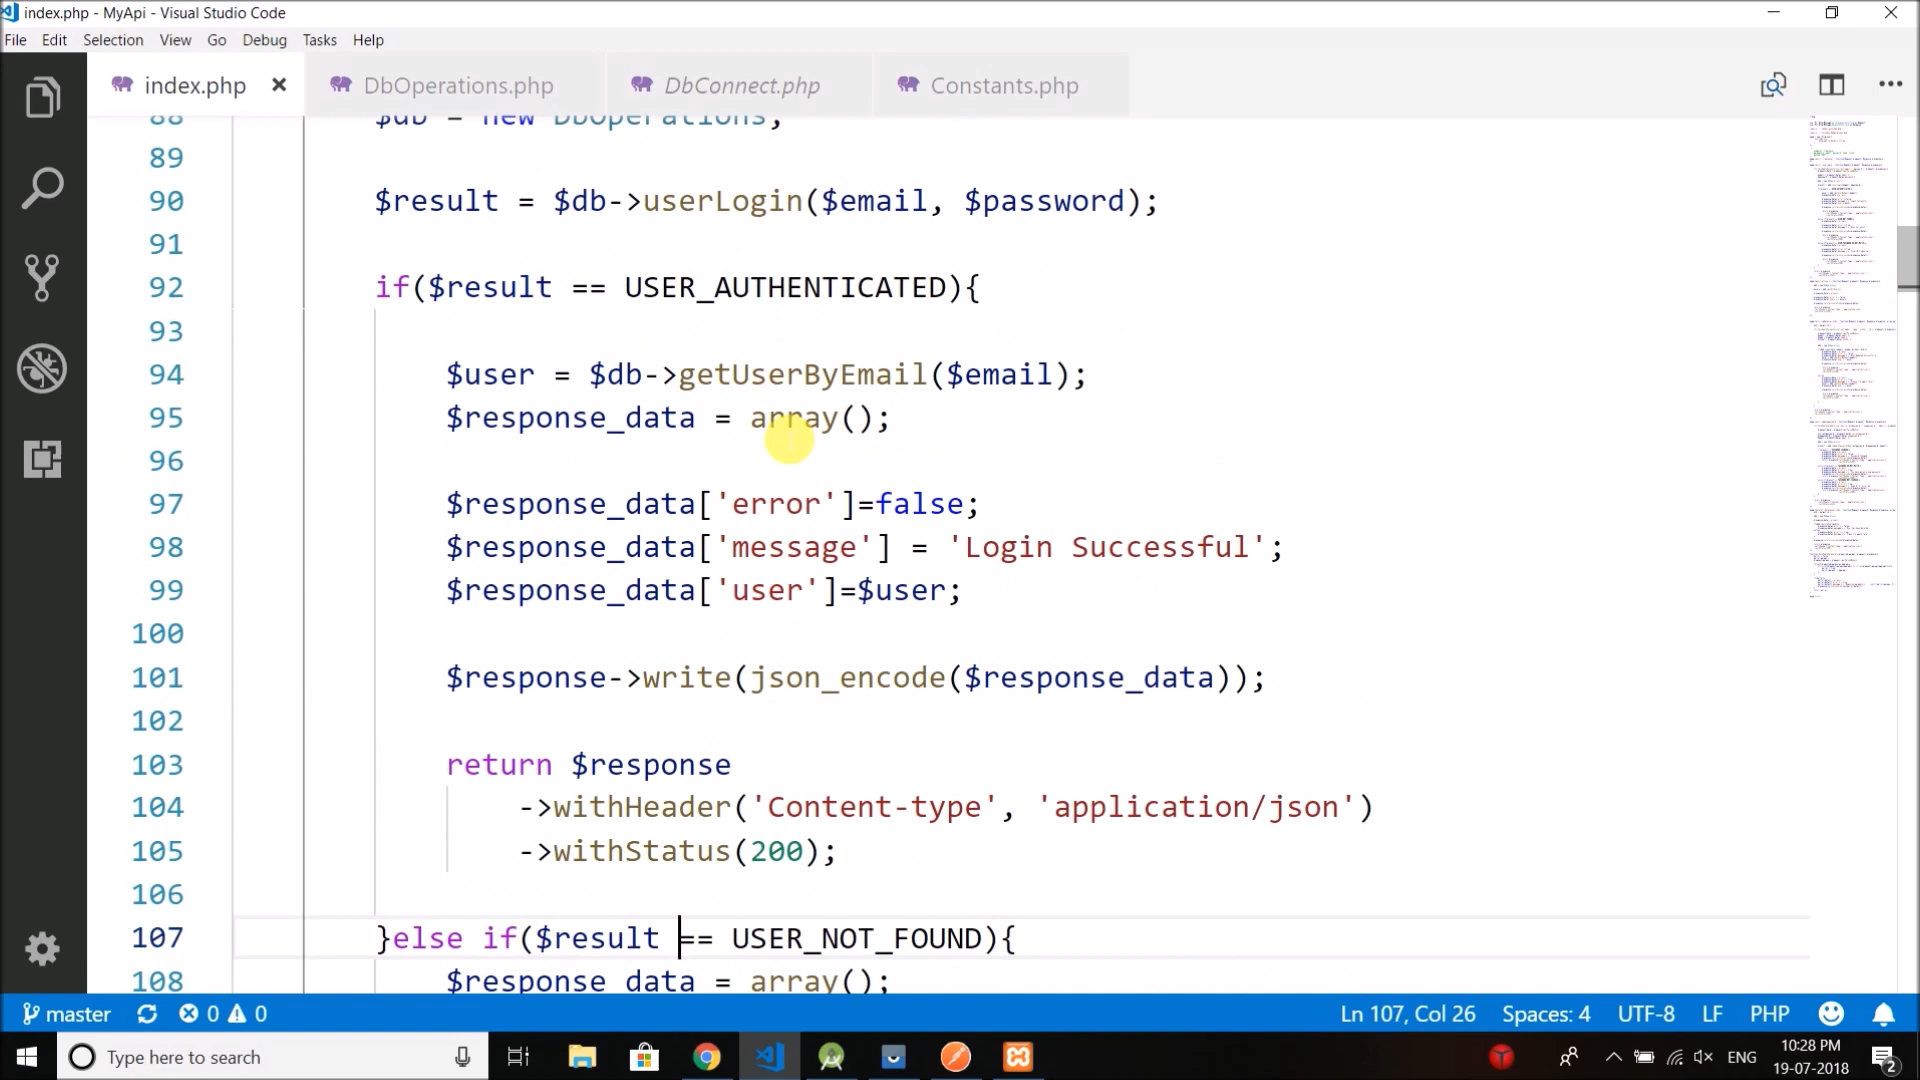 index.php - MyApi - Visual Studio Code
File Edit Selection View Go Debug Tasks Help
index.php DbOperations.php DbConnect.php Constants.php
88 $db = new DbOperations;
89
90 $result = $db->userLogin($email, $password);
91
92 if($result == USER_AUTHENTICATED){
93
94 $user = $db->getUserByEmail($email);
95 $response_data = array();
96
97 $response_data['error']=false;
98 $response_data['message'] = 'Login Successful';
99 $response_data['user']=$user;
100
101 $response->write(json_encode($response_data));
102
103 return $response
104 ->withHeader('Content-type', 'application/json')
105 ->withStatus(200);
106
107 }else if($result == USER_NOT_FOUND){
108 $response_data = array();
master 0 0 Ln 107, Col 26 Spaces: 4 UTF-8 LF PHP
Type here to search ENG 10:28 PM
19-07-2018 2